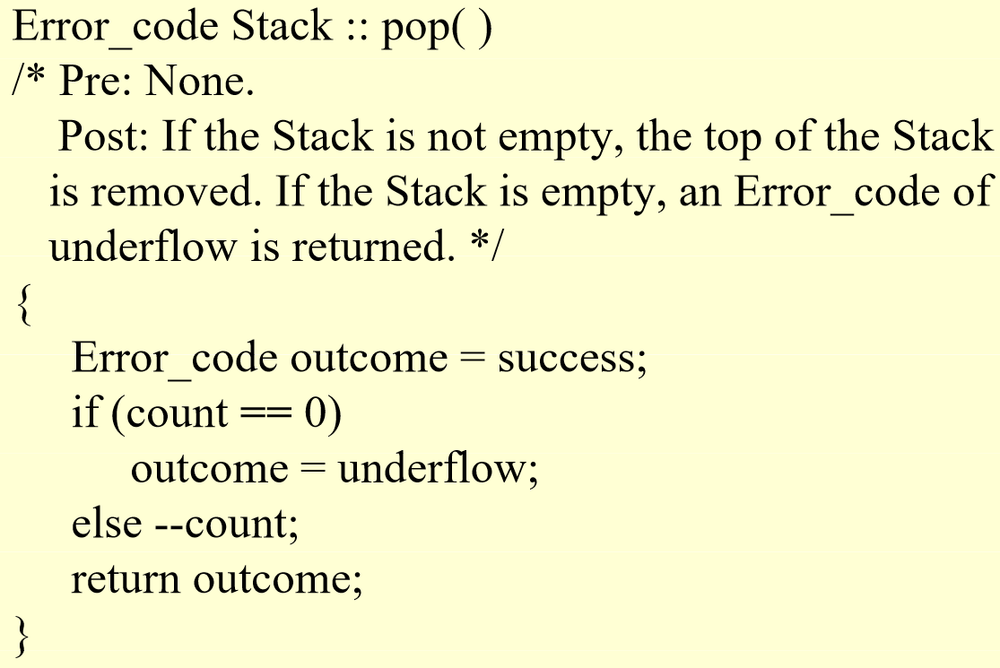 Error_code Stack :: pop( )
/* Pre: None.
Post: If the Stack is not empty, the top of the Stack
is removed. If the Stack is empty, an Error_code of
underflow is returned. */
{
Error_code outcome = success;
if (count == 0)
outcome = underflow;
else --count;
return outcome;
}